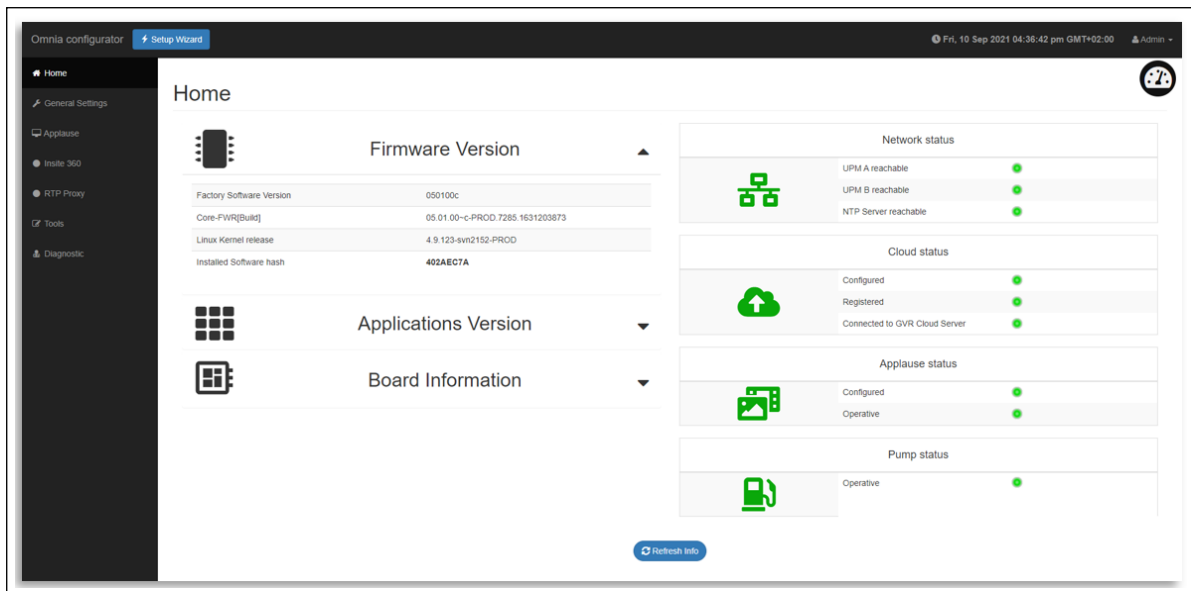 Omnia configurator
Setup Wizard
Fri, 10 Sep 2021 04:36:42 pm GMT+02:00
Admin
Home
General Settings
Applause
Insite 360
RTP Proxy
Tools
Diagnostic
Home
Firmware Version
Factory Software Version 050100c
Core-FWR[Build] 05.01.00~c-PROD.7285.1631203873
Linux Kernel release 4.9.123-svn2152-PROD
Installed Software hash 402AEC7A
Applications Version
Board Information
Network status
UPM A reachable
UPM B reachable
NTP Server reachable
Cloud status
Configured
Registered
Connected to GVR Cloud Server
Applause status
Configured
Operative
Pump status
Operative
Refresh Info